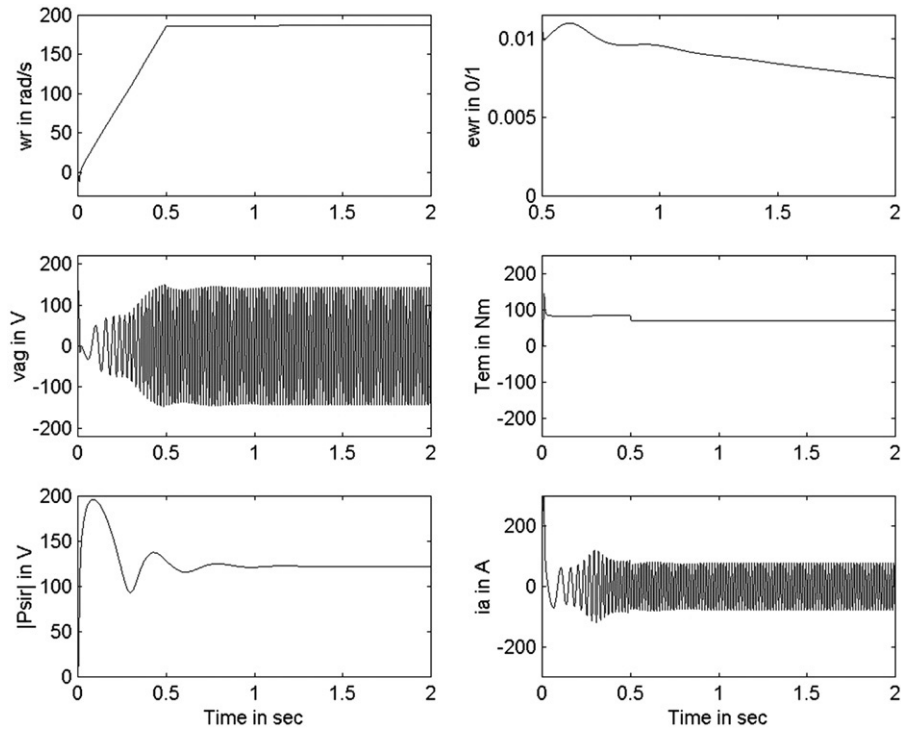 wr in rad/s
200
150
100
50
0
0 0.5 1 1.5 2
ewr in 0/1
0.01
0.005
0
0.5 1 1.5 2
vag in V
200
100
0
-100
-200
0 0.5 1 1.5 2
Tem in Nm
200
100
0
-100
-200
0 0.5 1 1.5 2
|Psir| in V
200
150
100
50
0
0 0.5 1 1.5 2
Time in sec
ia in A
200
0
-200
0 0.5 1 1.5 2
Time in sec